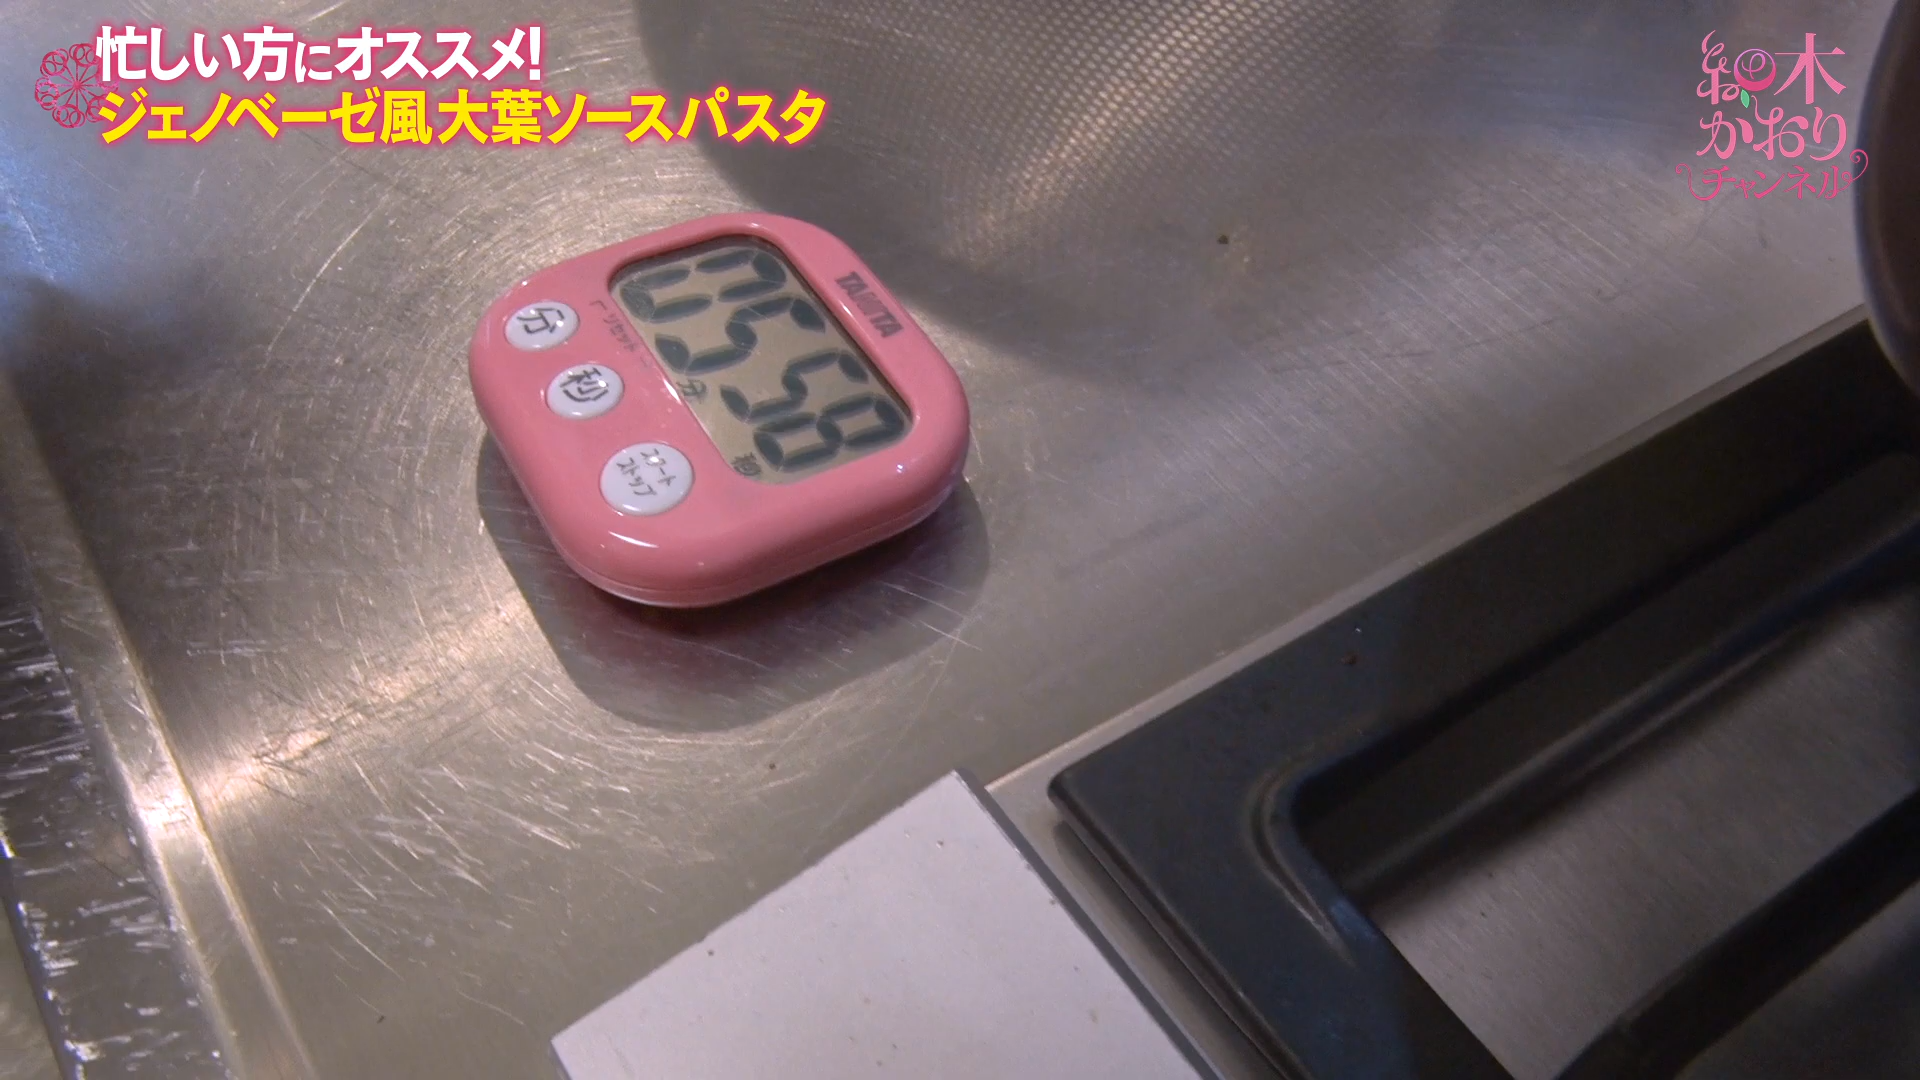 忙しい方にオススメ!
ジェノベーゼ風大葉ソースパスタ
和木
かおり
チャンネル
TANITA
05 58
分 秒
リセット
分
秒
スタート
ストップ